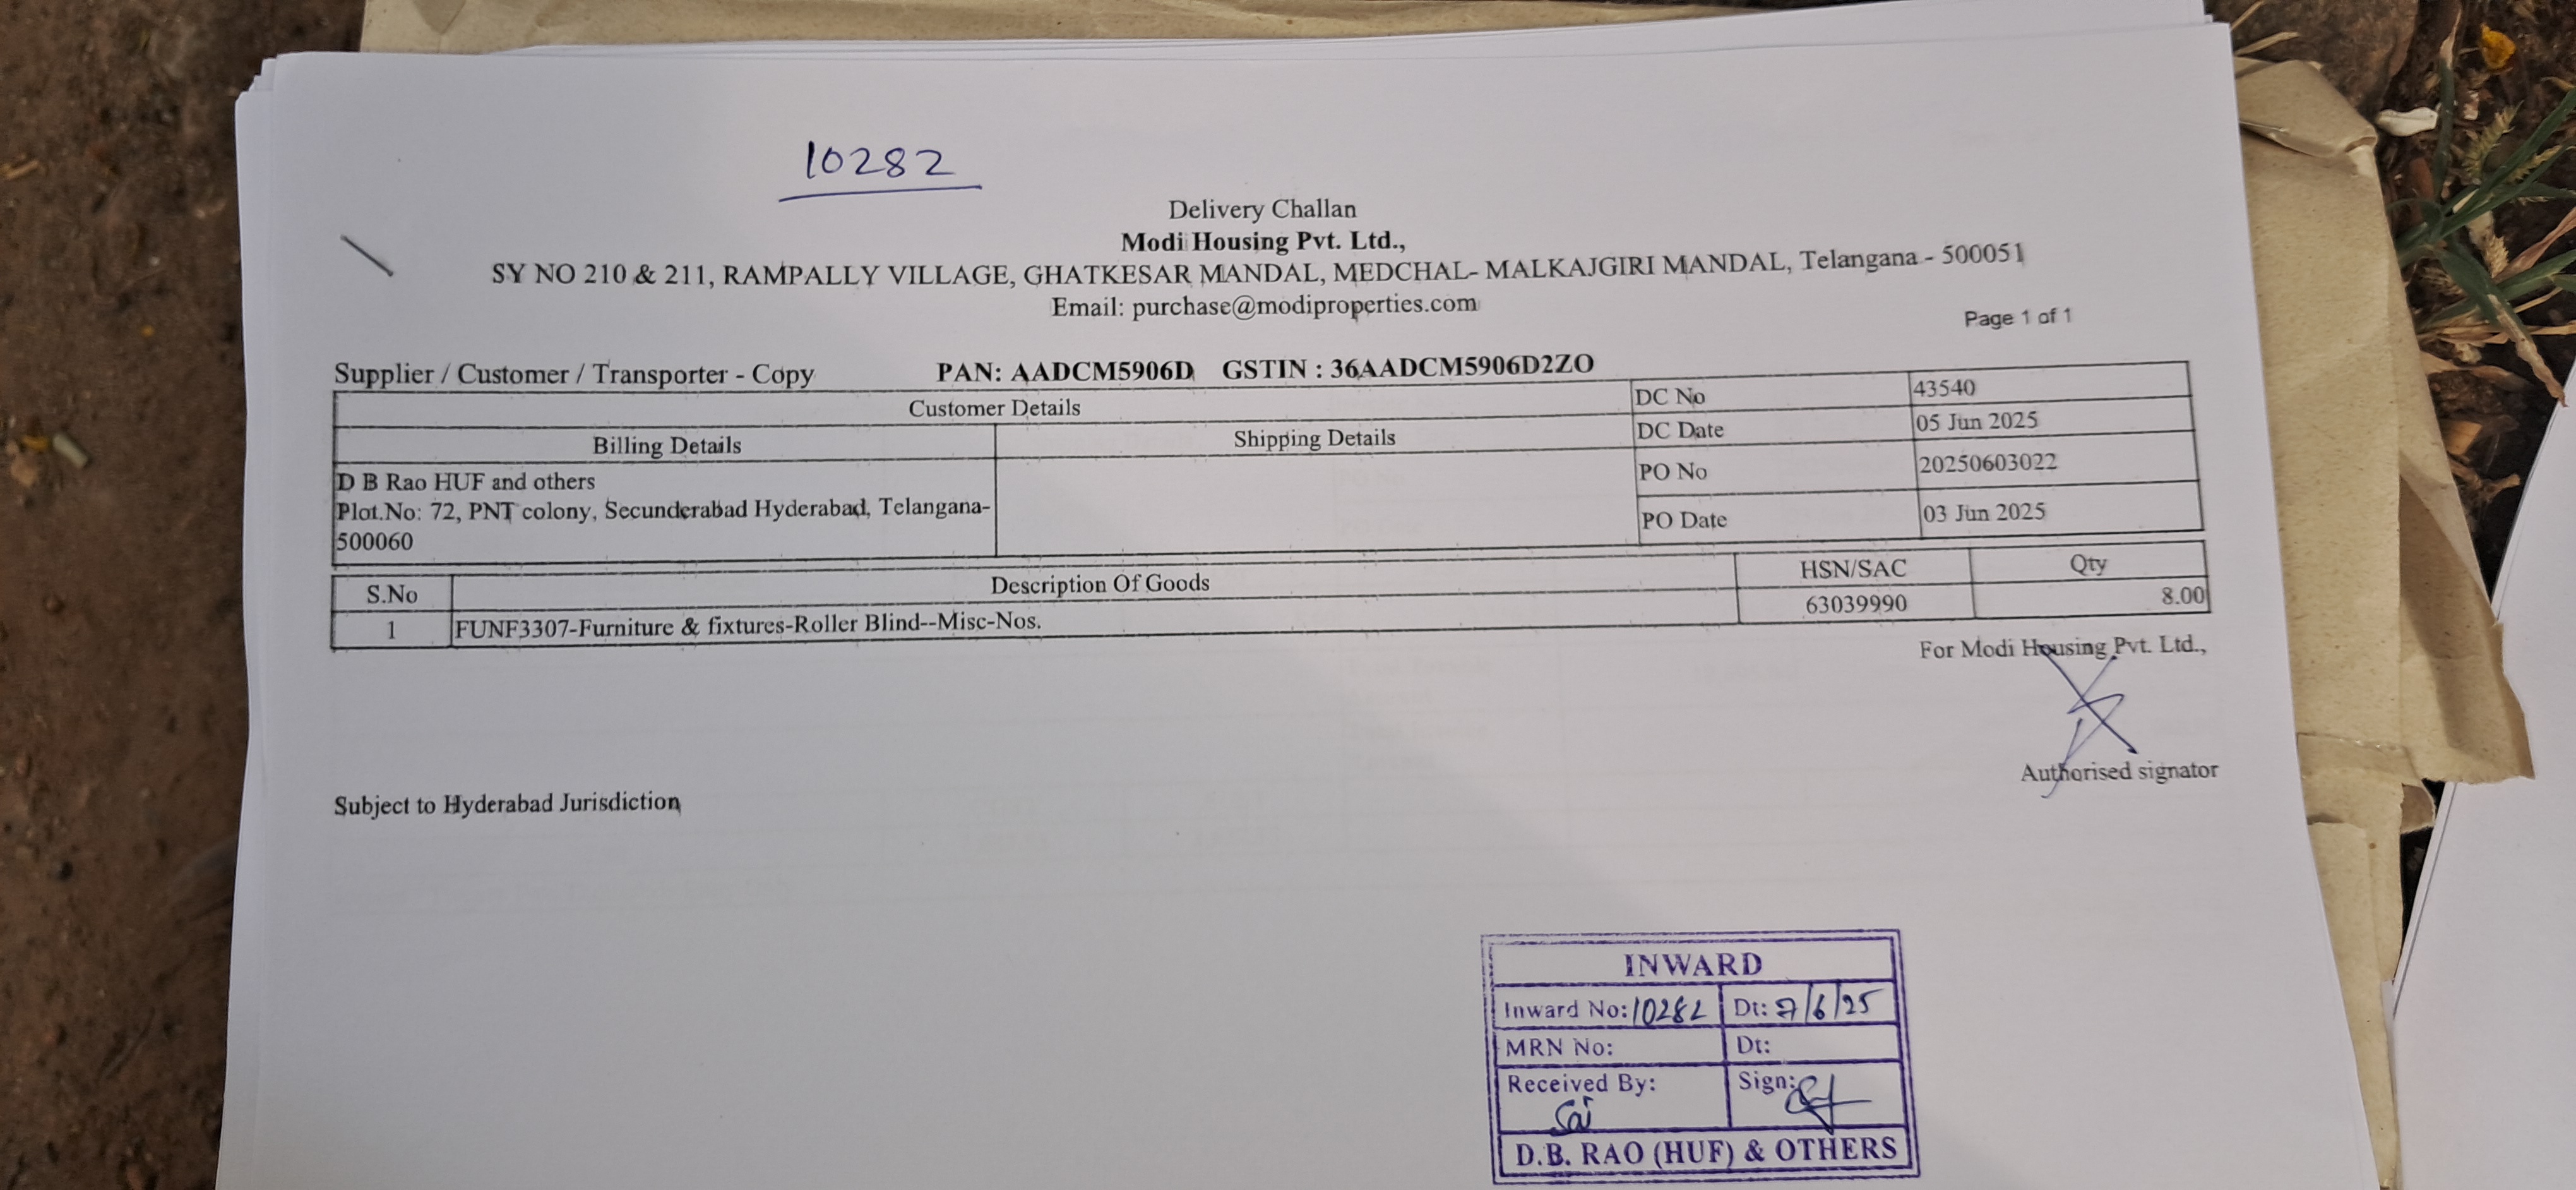 10282
Delivery Challan
Modi Housing Pvt. Ltd.,
SY NO 210 & 211, RAMPALLY VILLAGE, GHATKESAR MANDAL, MEDCHAL- MALKAJGIRI MANDAL, Telangana - 500051
Email: purchase@modiproperties.com
Page 1 of 1
Supplier / Customer / Transporter - Copy PAN: AADCM5906D GSTIN : 36AADCM5906D2ZO
Customer Details
Billing Details Shipping Details
D B Rao HUF and others
Plot.No: 72, PNT colony, Secunderabad Hyderabad, Telangana-
500060
DC No 43540
DC Date 05 Jun 2025
PO No 20250603022
PO Date 03 Jun 2025
S.No Description Of Goods HSN/SAC Qty
1 FUNF3307-Furniture & fixtures-Roller Blind--Misc-Nos. 63039990 8.00
For Modi Housing Pvt. Ltd.,
Authorised signator
Subject to Hyderabad Jurisdiction
INWARD
Inward No: 10282 Dt: 7/6/25
MRN No: Dt:
Received By: Sign:
Sai
D.B. RAO (HUF) & OTHERS